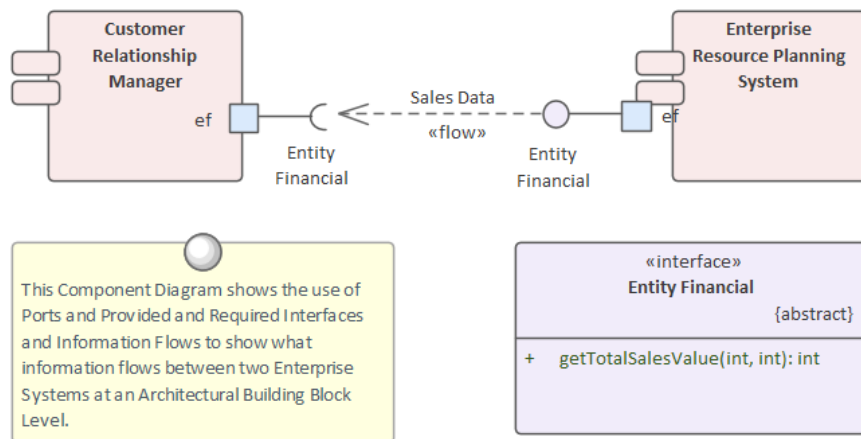 Customer
Relationship
Manager
ef
Entity
Financial
Sales Data
«flow»
Entity
Financial
Enterprise
Resource Planning
System
ef
This Component Diagram shows the use of
Ports and Provided and Required Interfaces
and Information Flows to show what
information flows between two Enterprise
Systems at an Architectural Building Block
Level.
«interface»
Entity Financial
{abstract}
+ getTotalSalesValue(int, int): int